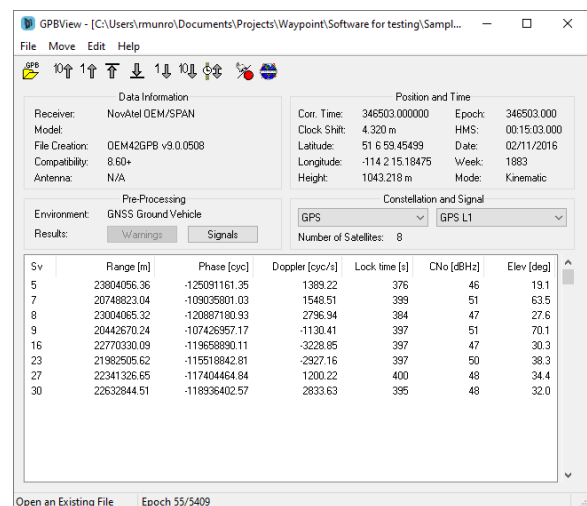 GPBView - [C:\Users\rmunro\Documents\Projects\Waypoint\Software for testing\Sampl...
File Move Edit Help
GPB 10 1 1 10
Data Information
Receiver: NovAtel OEM/SPAN
Model:
File Creation: OEM42GPB v9.0.0508
Compatibility: 8.60+
Antenna: N/A
Position and Time
Corr. Time: 346503.000000 Epoch: 346503.000
Clock Shift: 4.320 m HMS: 00:15:03.000
Latitude: 51 6 59.45499 Date: 02/11/2016
Longitude: -114 2 15.18475 Week: 1883
Height: 1043.218 m Mode: Kinematic
Pre-Processing
Environment: GNSS Ground Vehicle
Results: Warnings Signals
Constellation and Signal
GPS GPS L1
Number of Satellites: 8
Sv Range [m] Phase [cyc] Doppler [cyc/s] Lock time [s] CNo [dBHz] Elev [deg]
5 23804056.36 -125091161.35 1389.22 376 46 19.1
7 20748823.04 -109035801.03 1548.51 399 51 63.5
8 23004065.32 -120887180.93 2796.94 384 47 27.6
9 20442670.24 -107426957.17 -1130.41 397 51 70.1
16 22770330.09 -119658890.11 -3228.85 397 47 30.3
23 21982505.62 -115518842.81 -2927.16 397 50 38.3
27 22341326.65 -117404464.84 1200.22 400 48 34.4
30 22632844.51 -118936402.57 2833.63 395 48 32.0
Open an Existing File Epoch 55/5409